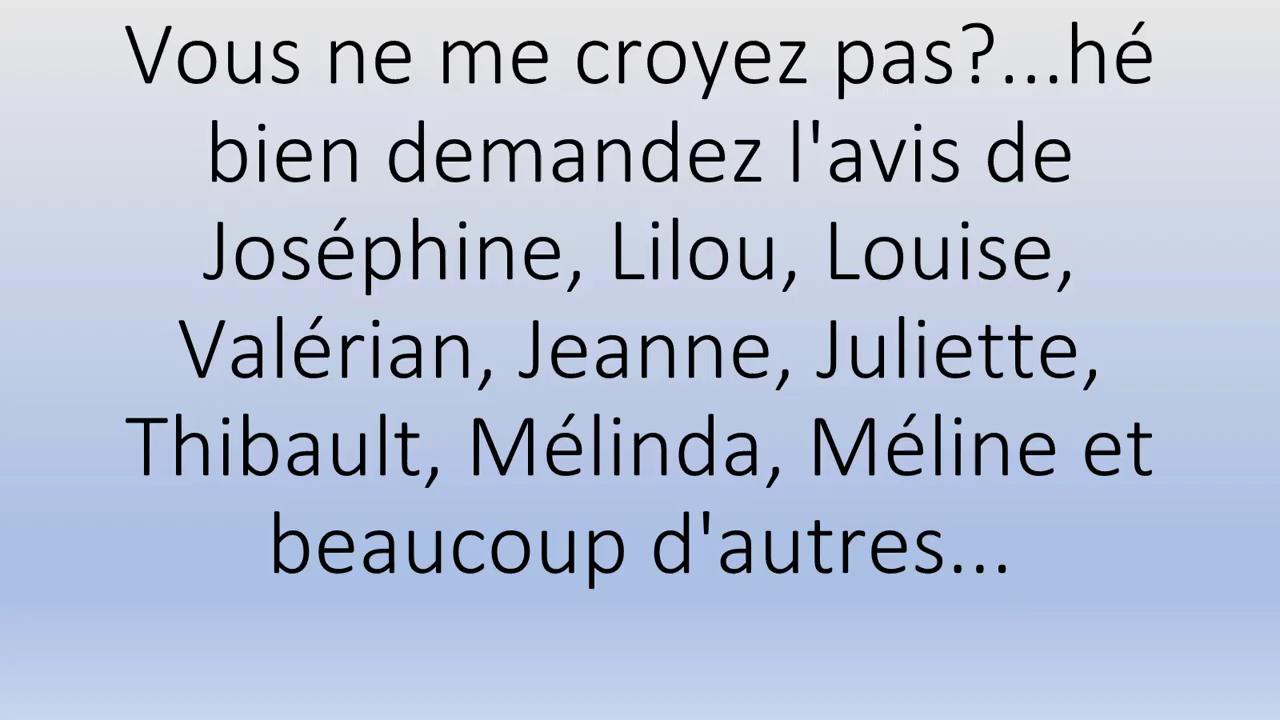 Vous ne me croyez pas?...hé
bien demandez l'avis de
Joséphine, Lilou, Louise,
Valérian, Jeanne, Juliette,
Thibault, Mélinda, Méline et
beaucoup d'autres...